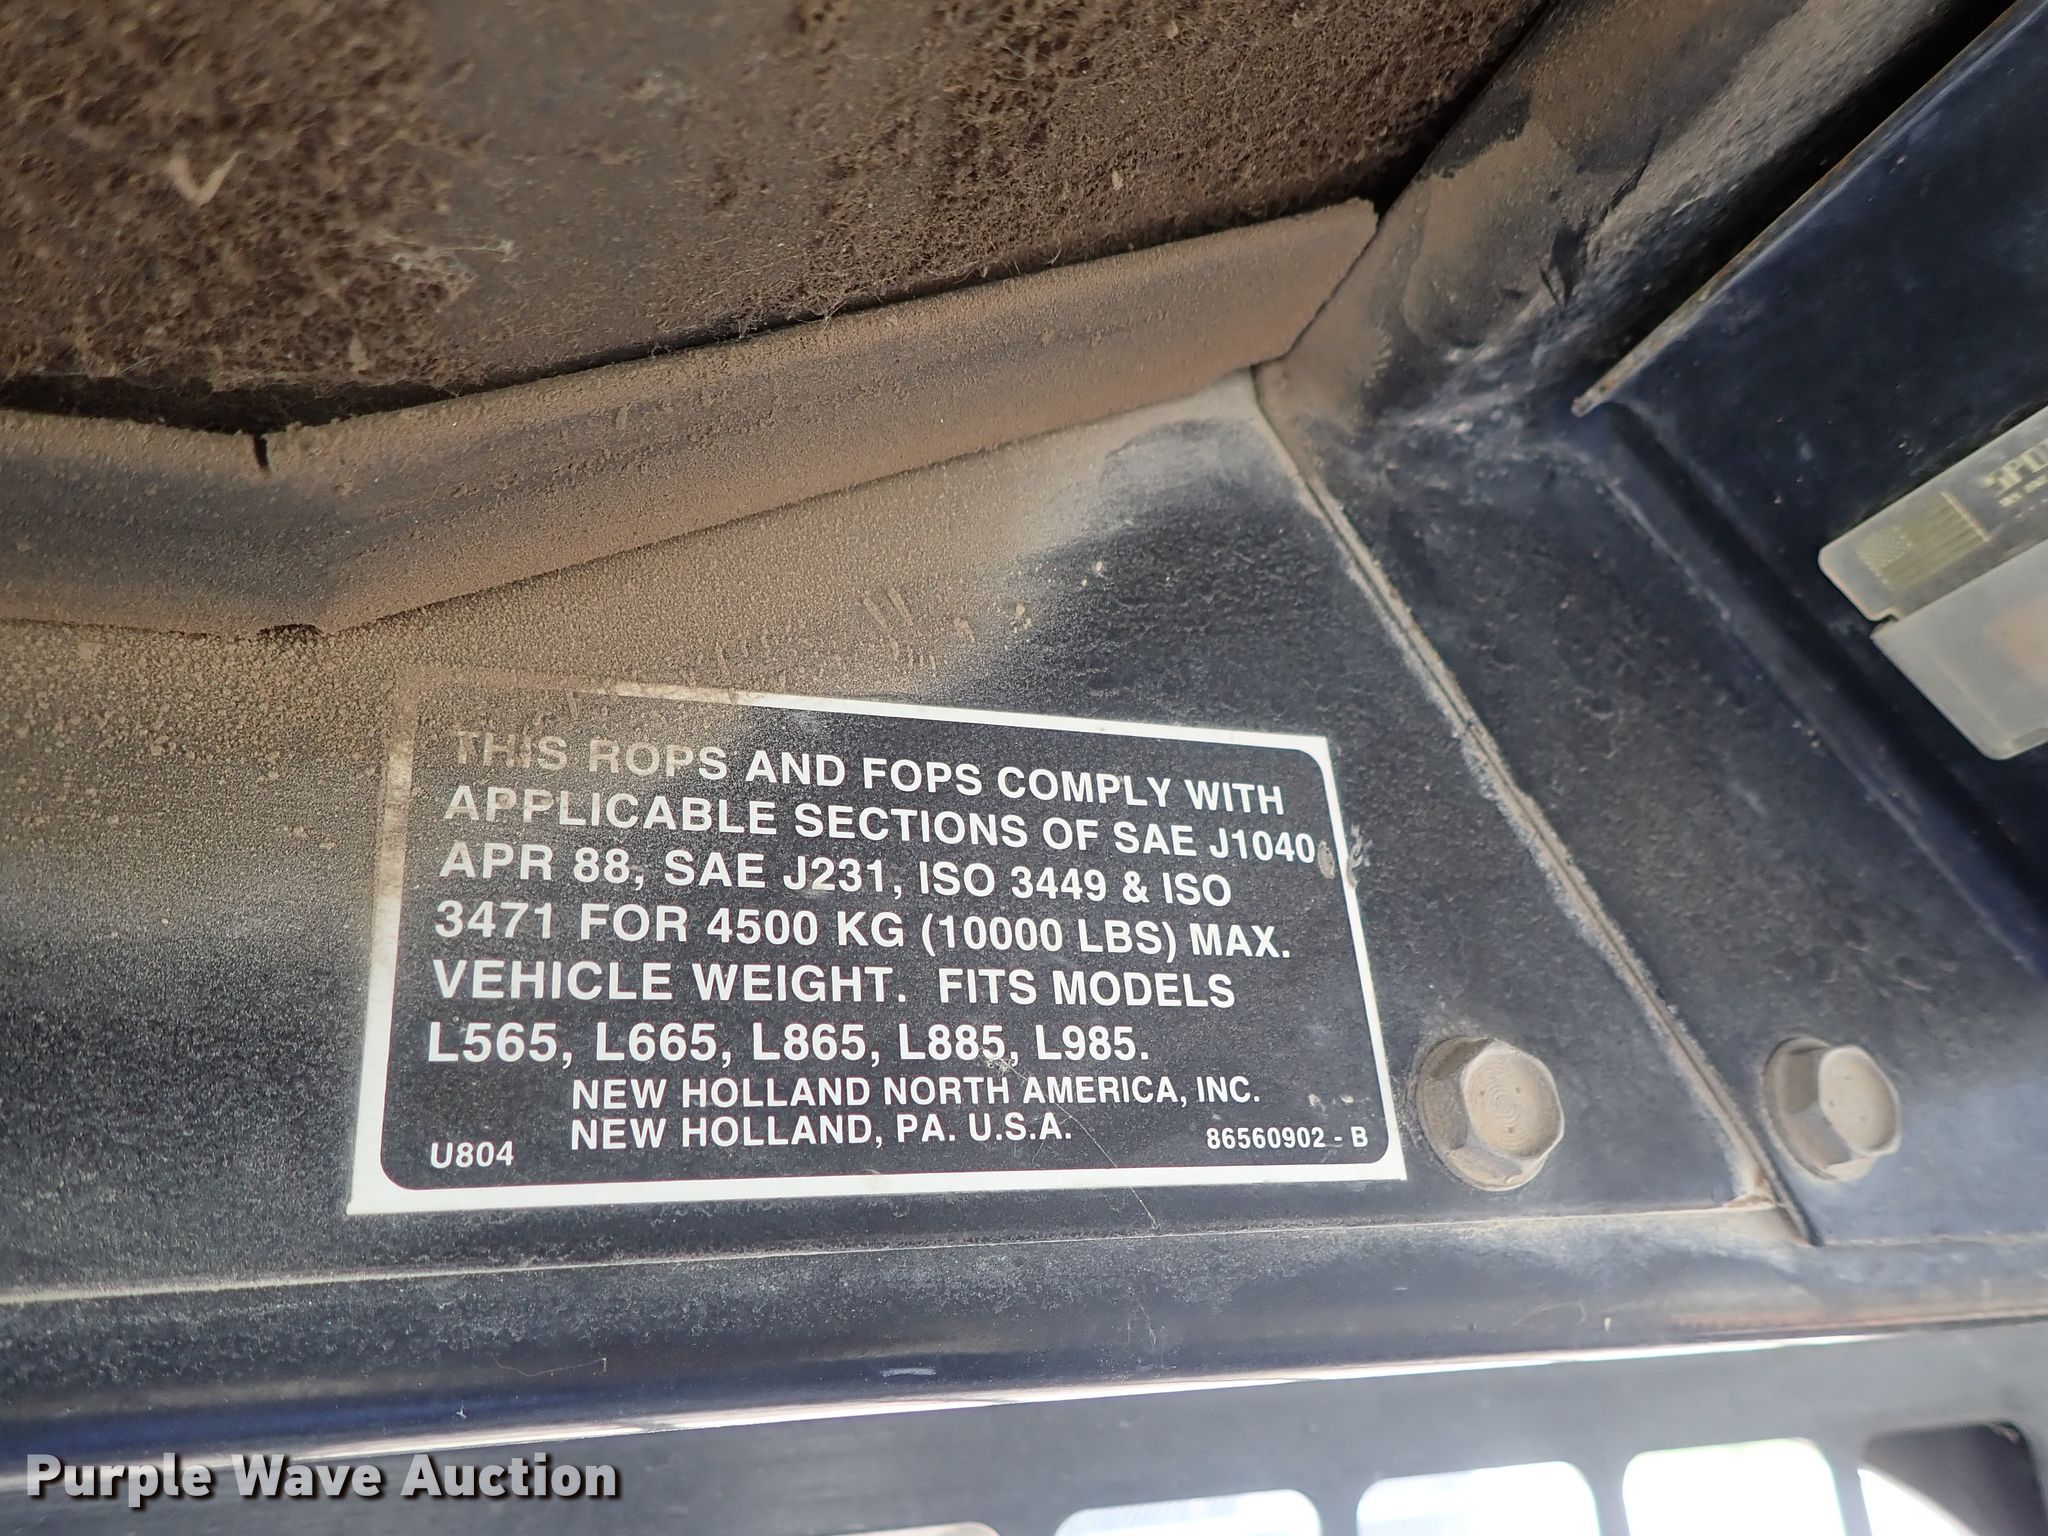 THIS ROPS AND FOPS COMPLY WITH
APPLICABLE SECTIONS OF SAE J1040
APR 88, SAE J231, ISO 3449 & ISO
3471 FOR 4500 KG (10000 LBS) MAX.
VEHICLE WEIGHT. FITS MODELS
L565, L665, L865, L885, L985.
NEW HOLLAND NORTH AMERICA, INC.
NEW HOLLAND, PA. U.S.A.
U804
86560902 - B
Purple Wave Auction